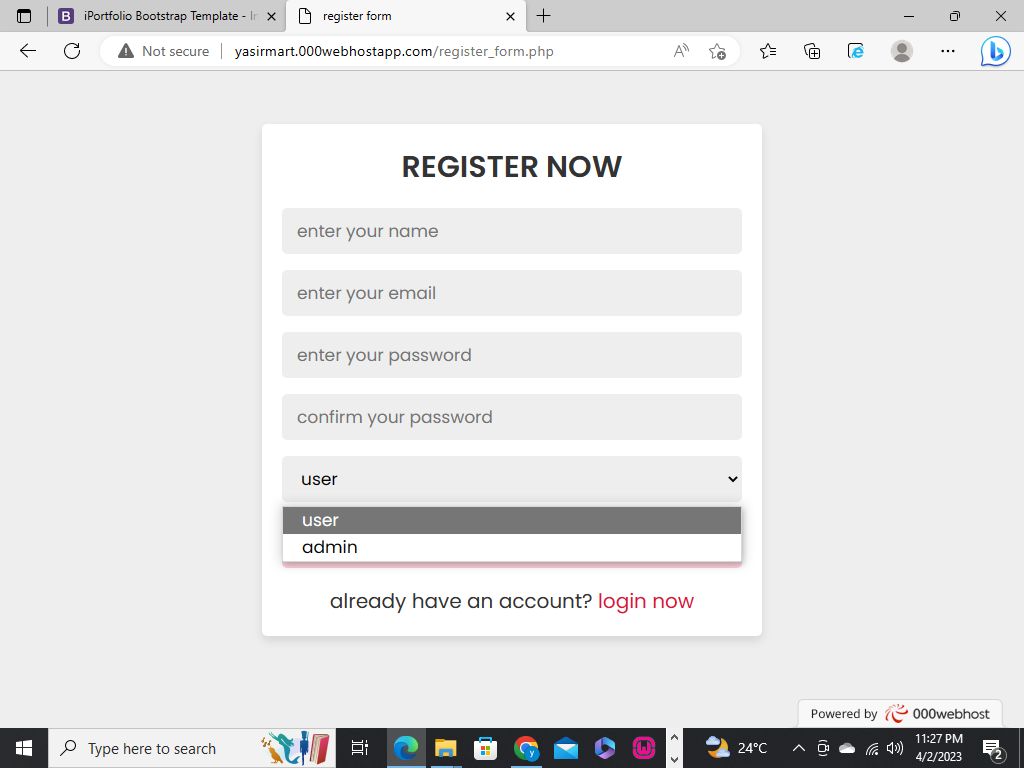 iPortfolio Bootstrap Template - In
register form
Not secure
yasirmart.000webhostapp.com/register_form.php
REGISTER NOW
enter your name
enter your email
enter your password
confirm your password
user
user
admin
already have an account? login now
Powered by 000webhost
Type here to search
24°C
11:27 PM
4/2/2023
2